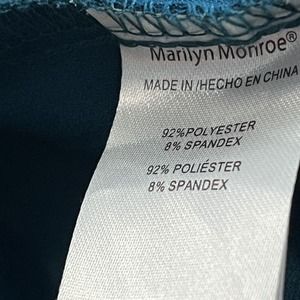 Marilyn Monroe®
MADE IN /HECHO EN CHINA
92%POLYESTER
8% SPANDEX
92% POLIÉSTER
8% SPANDEX